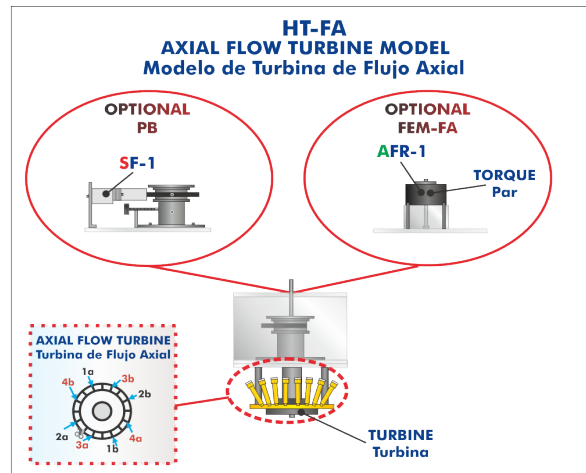 HT-FA
AXIAL FLOW TURBINE MODEL
Modelo de Turbina de Flujo Axial
OPTIONAL
PB
SF-1
OPTIONAL
FEM-FA
AFR-1
TORQUE
Par
AXIAL FLOW TURBINE
Turbina de Flujo Axial
1a
3b
4b
2b
2a
4a
3a
1b
TURBINE
Turbina